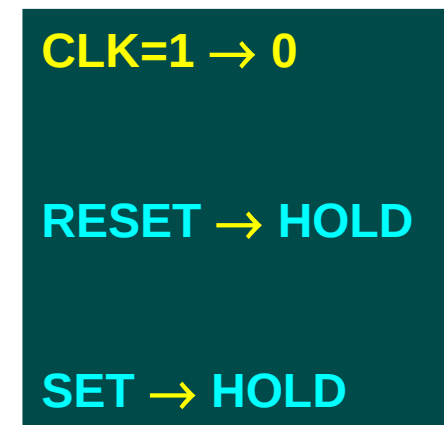 CLK=1 → 0
RESET → HOLD
SET → HOLD